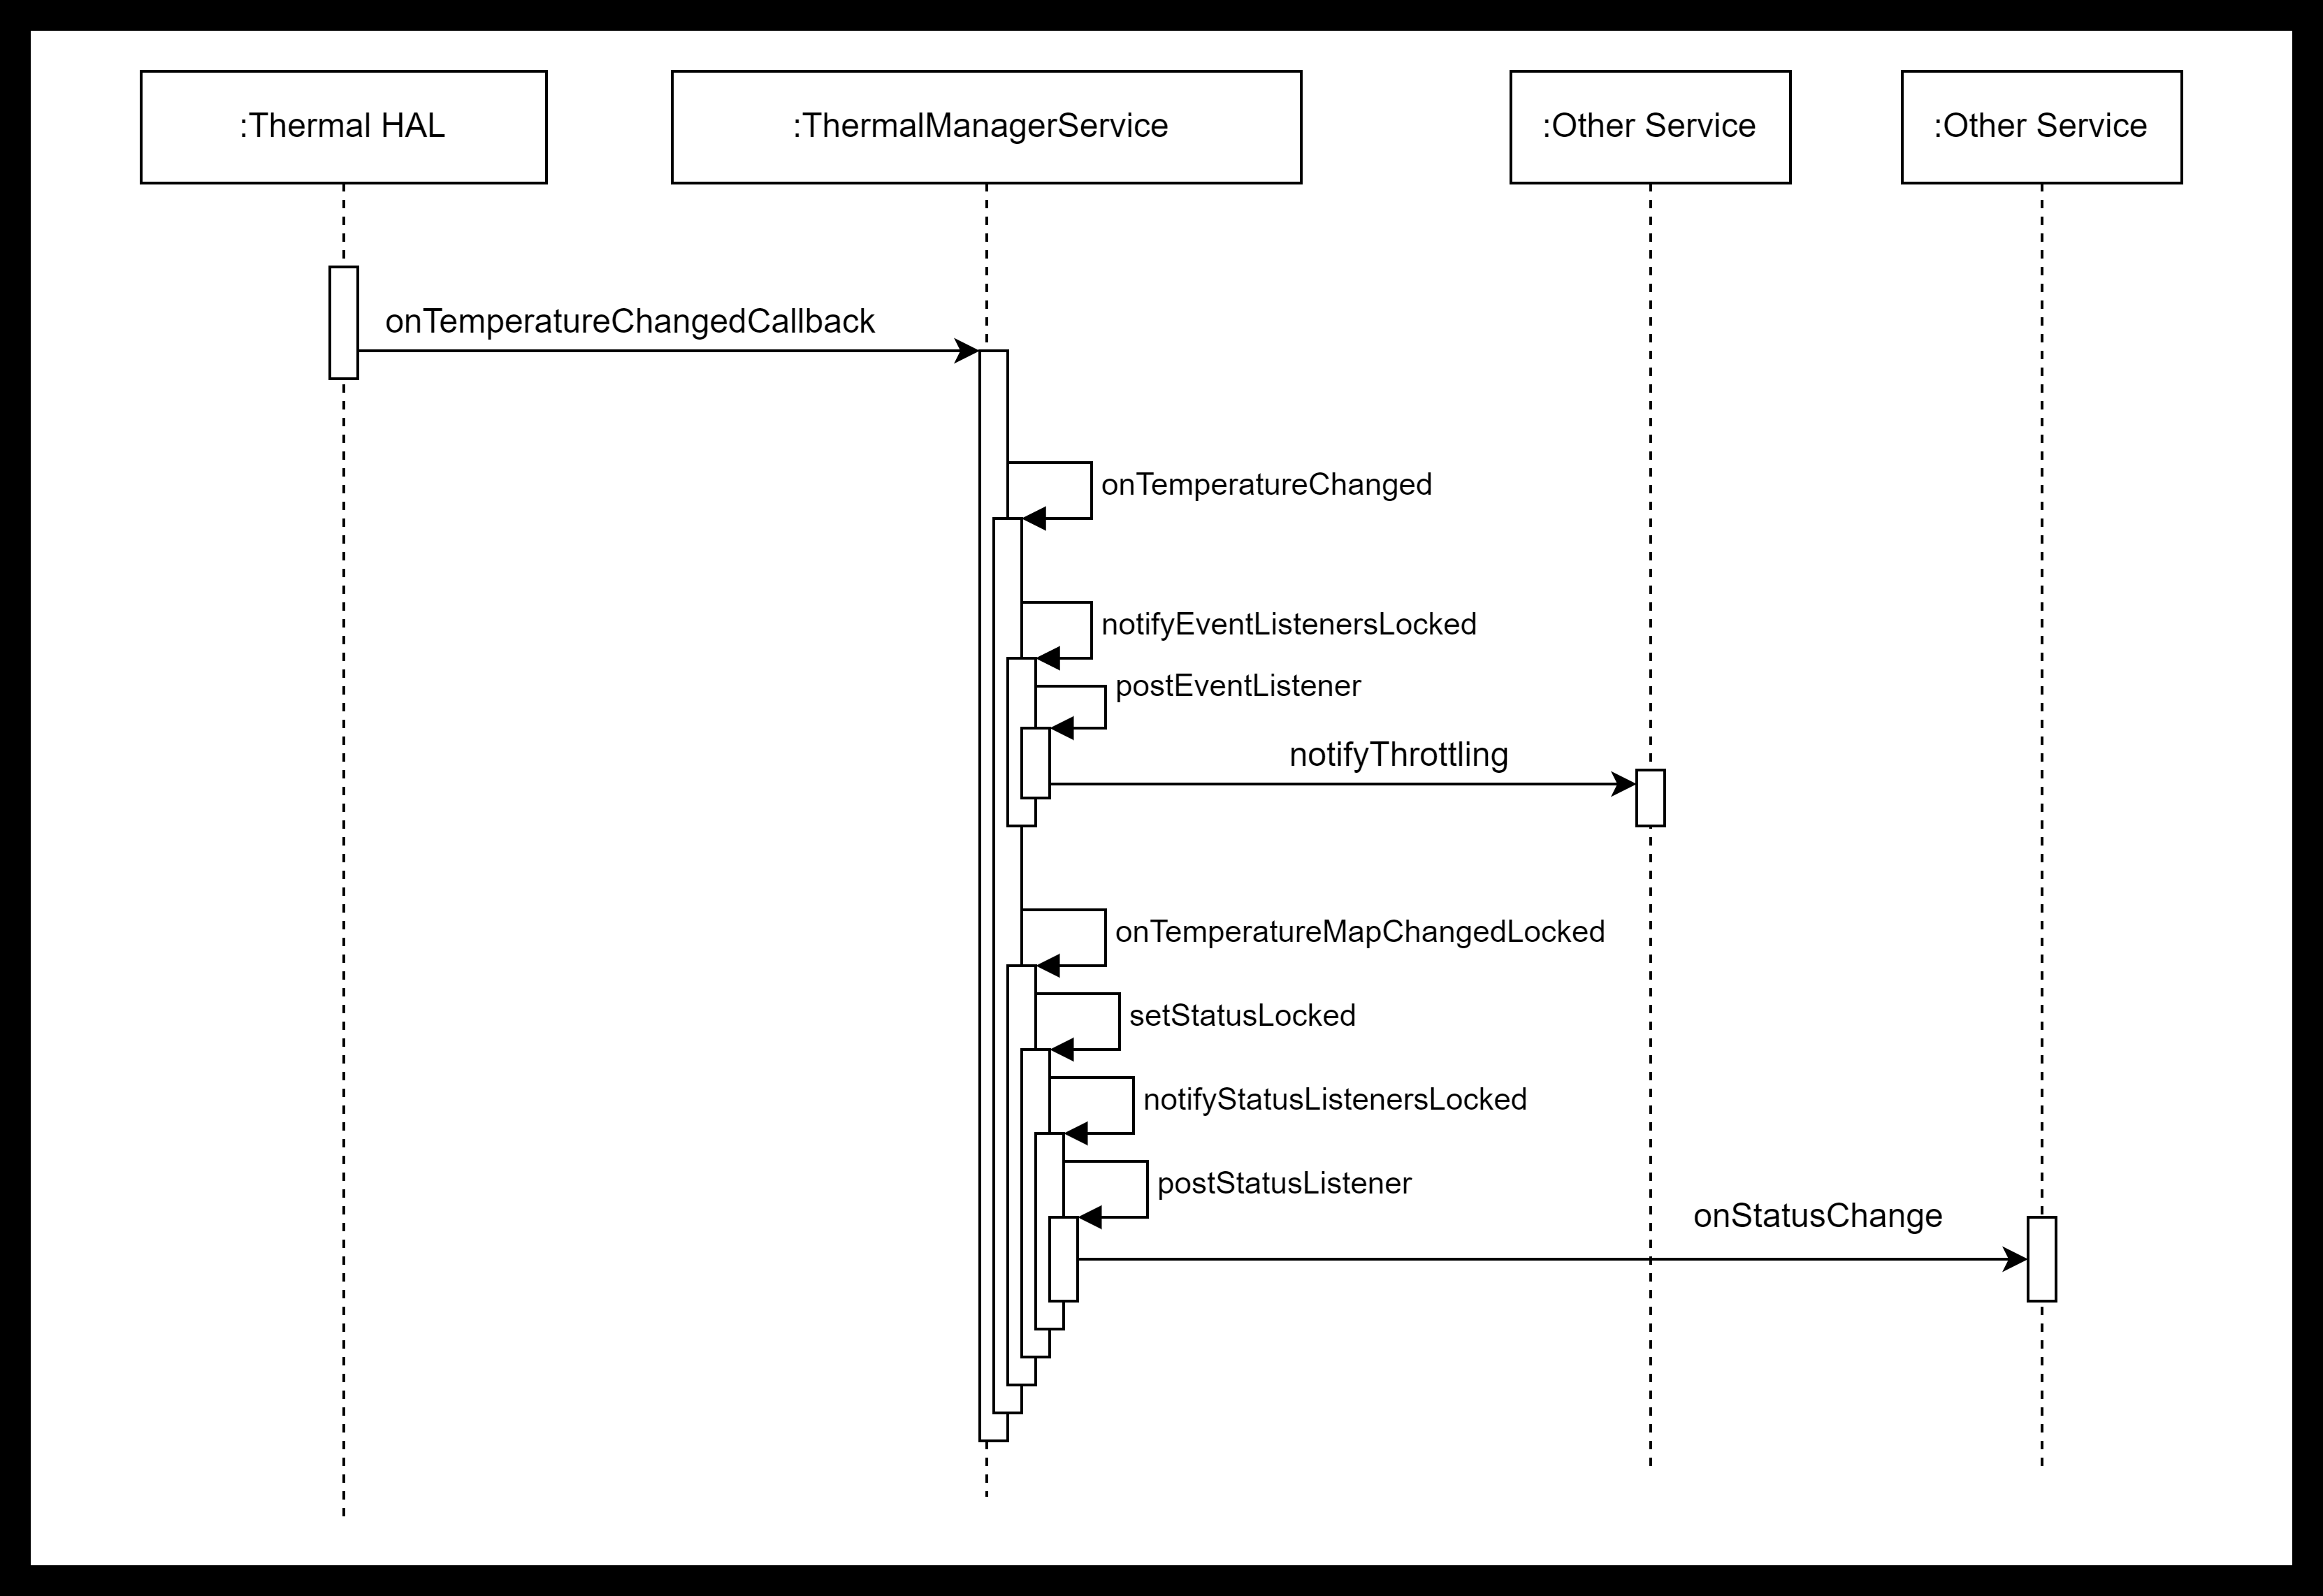 :Thermal HAL
:ThermalManagerService
:Other Service
:Other Service
onTemperatureChangedCallback
onTemperatureChanged
notifyEventListenersLocked
postEventListener
notifyThrottling
onTemperatureMapChangedLocked
setStatusLocked
notifyStatusListenersLocked
postStatusListener
onStatusChange